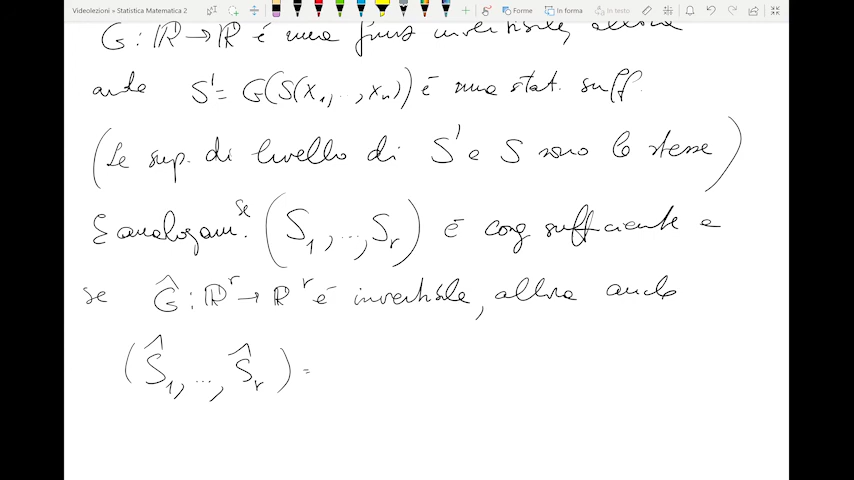 Videolezioni » Statistica Matematica 2
Forme
In forma
In testo
G : ℝ → ℝ è una funz invertibile, allora
anche S' = G(S(X₁, .., Xₙ)) è una stat. suff.
(Le sup. di livello di S' e S sono le stesse)
E analogam. se (S₁, ..., Sᵣ) è cong sufficiente e
se Ĝ : ℝʳ → ℝʳ è invertibile, allora anche
(Ŝ₁, ..., Ŝᵣ) =